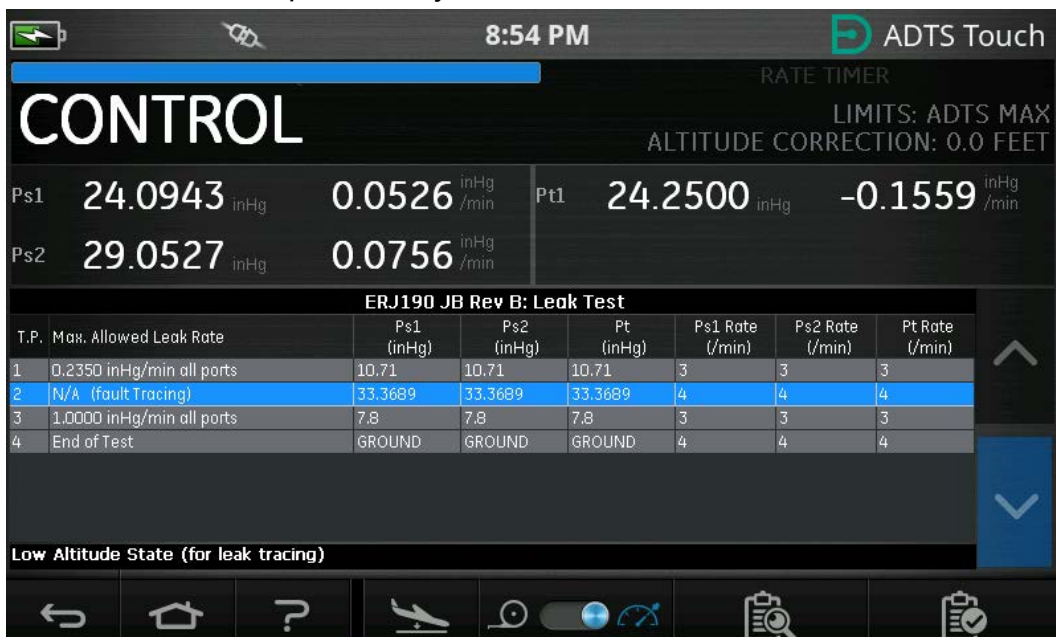 8:54 PM ADTS Touch
RATE TIMER
CONTROL
LIMITS: ADTS MAX
ALTITUDE CORRECTION: 0.0 FEET
Ps1 24.0943 inHg 0.0526 inHg/min Pt1 24.2500 inHg -0.1559 inHg/min
Ps2 29.0527 inHg 0.0756 inHg/min
ERJ190 JB Rev B: Leak Test
T.P. Max. Allowed Leak Rate Ps1 (inHg) Ps2 (inHg) Pt (inHg) Ps1 Rate (/min) Ps2 Rate (/min) Pt Rate (/min)
1 0.2350 inHg/min all ports 10.71 10.71 10.71 3 3 3
2 N/A (fault Tracing) 33.3689 33.3689 33.3689 4 4 4
3 1.0000 inHg/min all ports 7.8 7.8 7.8 3 3 3
4 End of Test GROUND GROUND GROUND 4 4 4
Low Altitude State (for leak tracing)
?